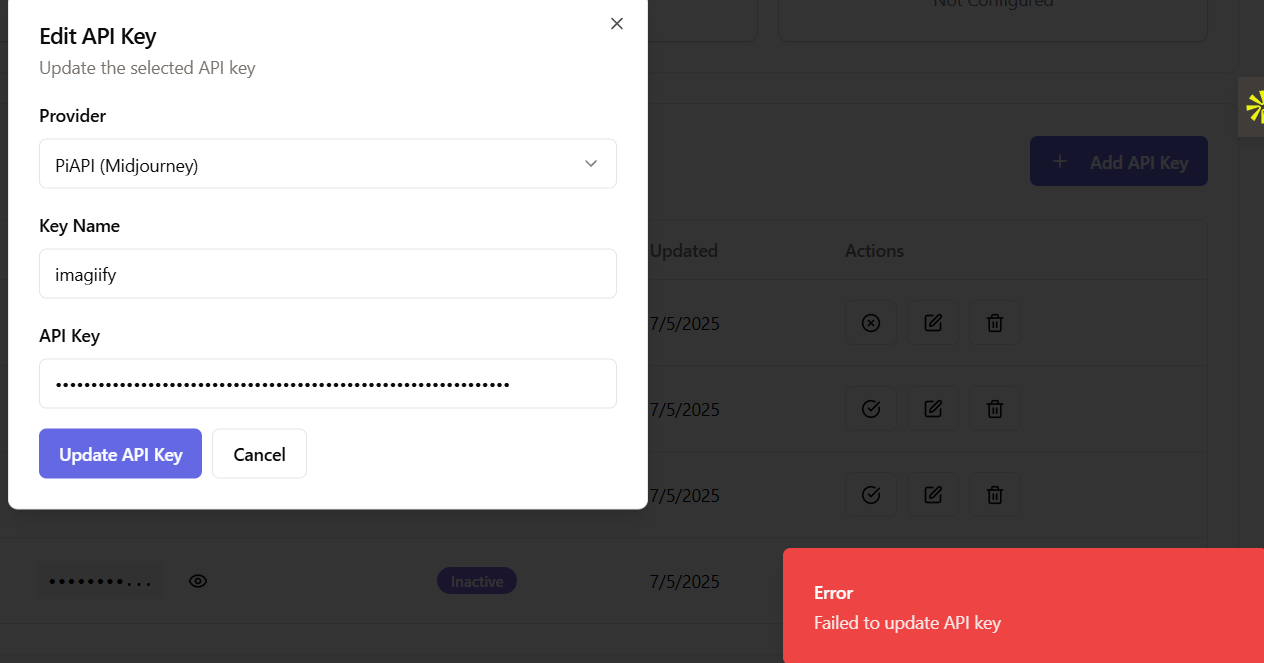 Not Configured
Edit API Key
Update the selected API key
Provider
PiAPI (Midjourney)
Add API Key
Key Name
imagiify
Updated
Actions
7/5/2025
API Key
••••••••••••••••••••••••••••••••••••••••••••••••••••••••••••••••
7/5/2025
Update API Key
Cancel
7/5/2025
••••••••...
Inactive
7/5/2025
Error
Failed to update API key